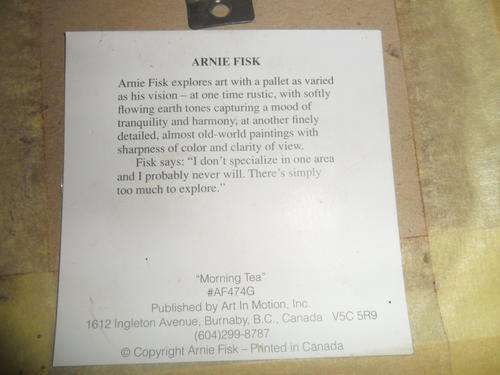 ARNIE FISK
Arnie Fisk explores art with a pallet as varied
as his vision – at one time rustic, with softly
flowing earth tones capturing a mood of
tranquility and harmony, at another finely
detailed, almost old-world paintings with
sharpness of color and clarity of view.
Fisk says: “I don’t specialize in one area
and I probably never will. There’s simply
too much to explore.”
“Morning Tea”
#AF474G
Published by Art In Motion, Inc.
1612 Ingleton Avenue, Burnaby, B.C., Canada V5C 5R9
(604)299-8787
© Copyright Arnie Fisk – Printed in Canada